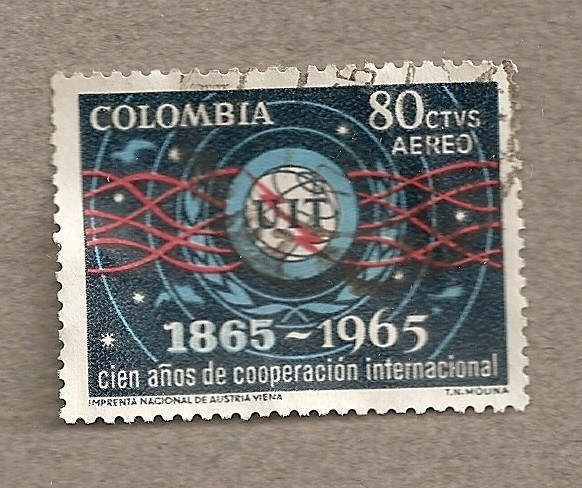 COLOMBIA
80 CTVS
AEREO
UIT
1865~1965
cien años de cooperación internacional
IMPRENTA NACIONAL DE AUSTRIA VIENA
T.N. MOLINA